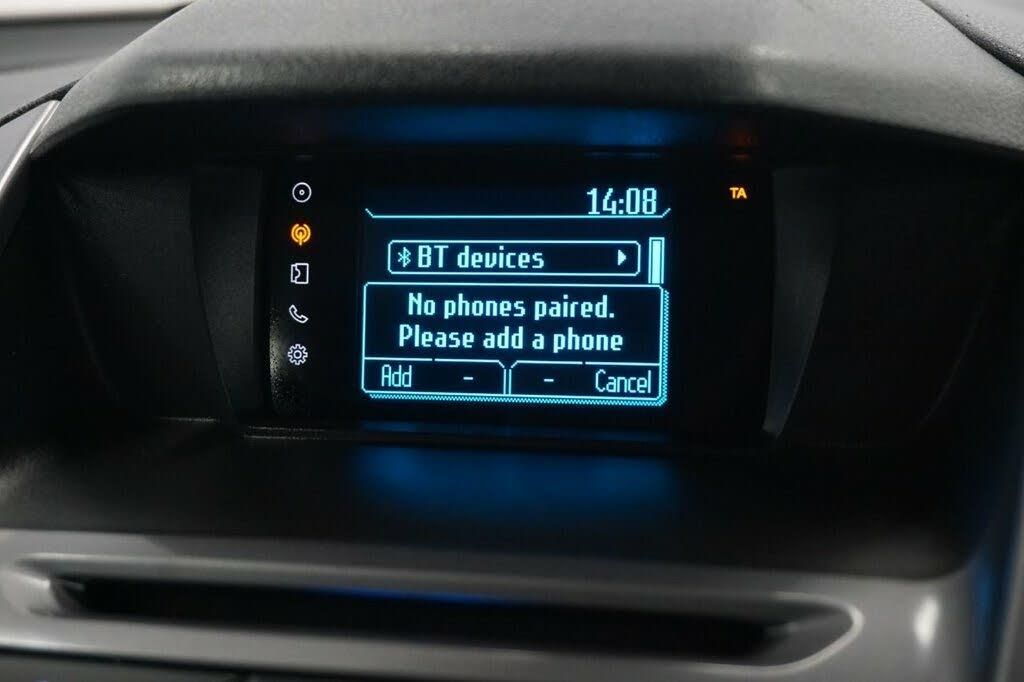 14:08
TA
BT devices
No phones paired.
Please add a phone
Add - - Cancel